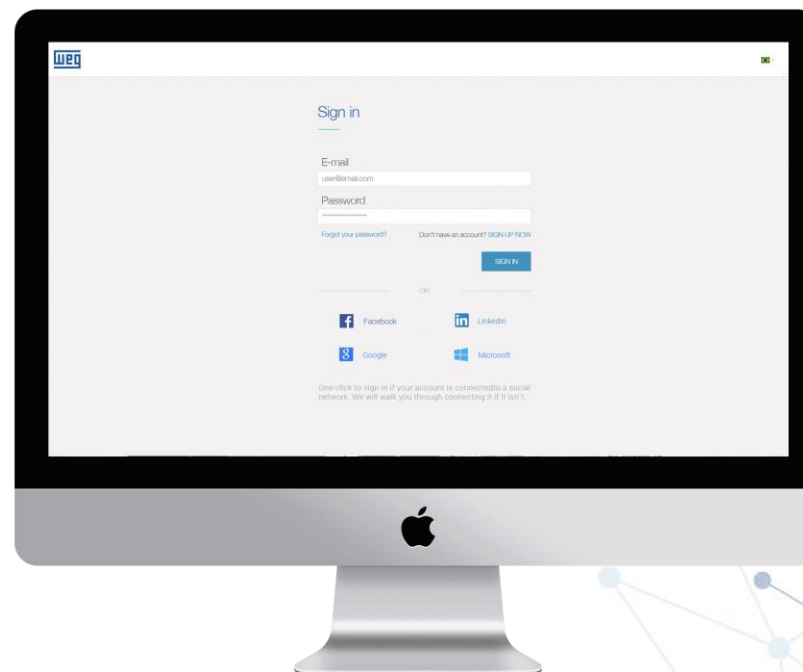 weg
Sign in
E-mail
user@email.com
Password
Forgot your password?
Don't have an account? SIGN UP NOW
SIGN IN
OR
Facebook
LinkedIn
Google
Microsoft
One-click to sign in if your account is connectedto a social
network. We will walk you through connecting it if it isn't.